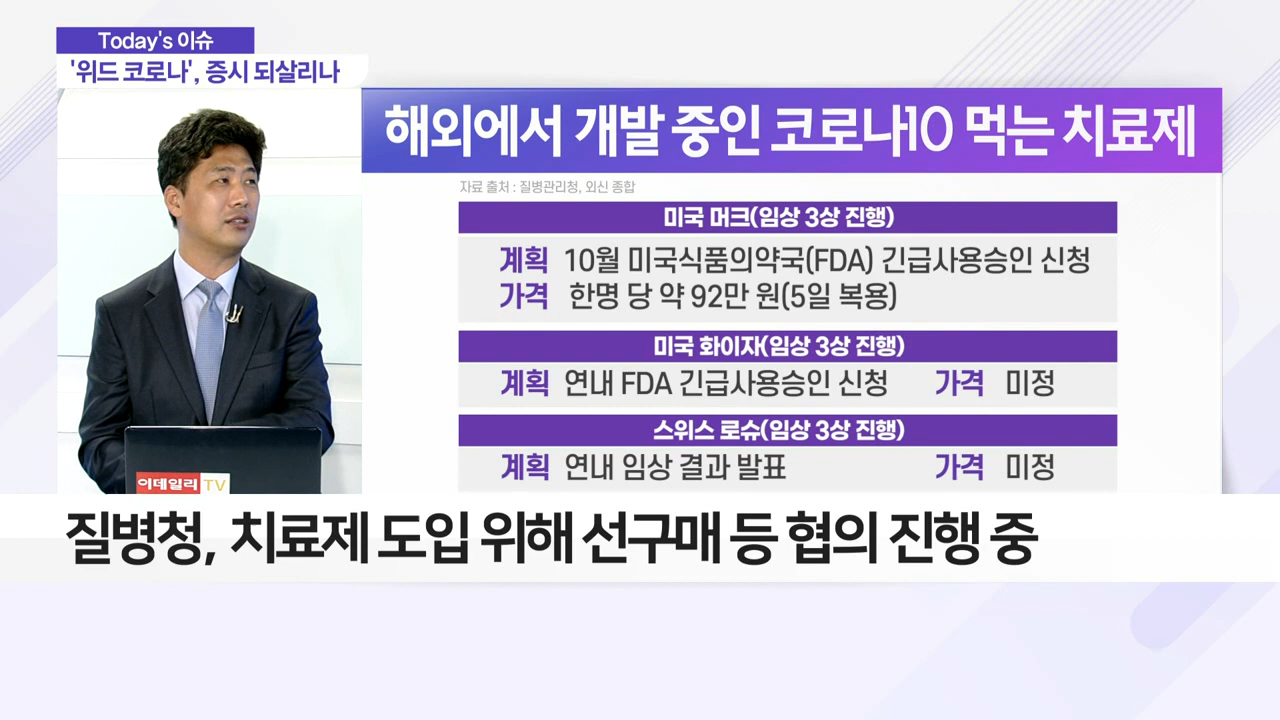 Today's 이슈
'위드 코로나', 증시 되살리나
해외에서 개발 중인 코로나10 먹는 치료제
자료 출처 : 질병관리청, 외신 종합
미국 머크(임상 3상 진행)
계획 10월 미국식품의약국(FDA) 긴급사용승인 신청
가격 한명 당 약 92만 원(5일 복용)
미국 화이자(임상 3상 진행)
계획 연내 FDA 긴급사용승인 신청 가격 미정
스위스 로슈(임상 3상 진행)
계획 연내 임상 결과 발표 가격 미정
이데일리 TV
질병청, 치료제 도입 위해 선구매 등 협의 진행 중